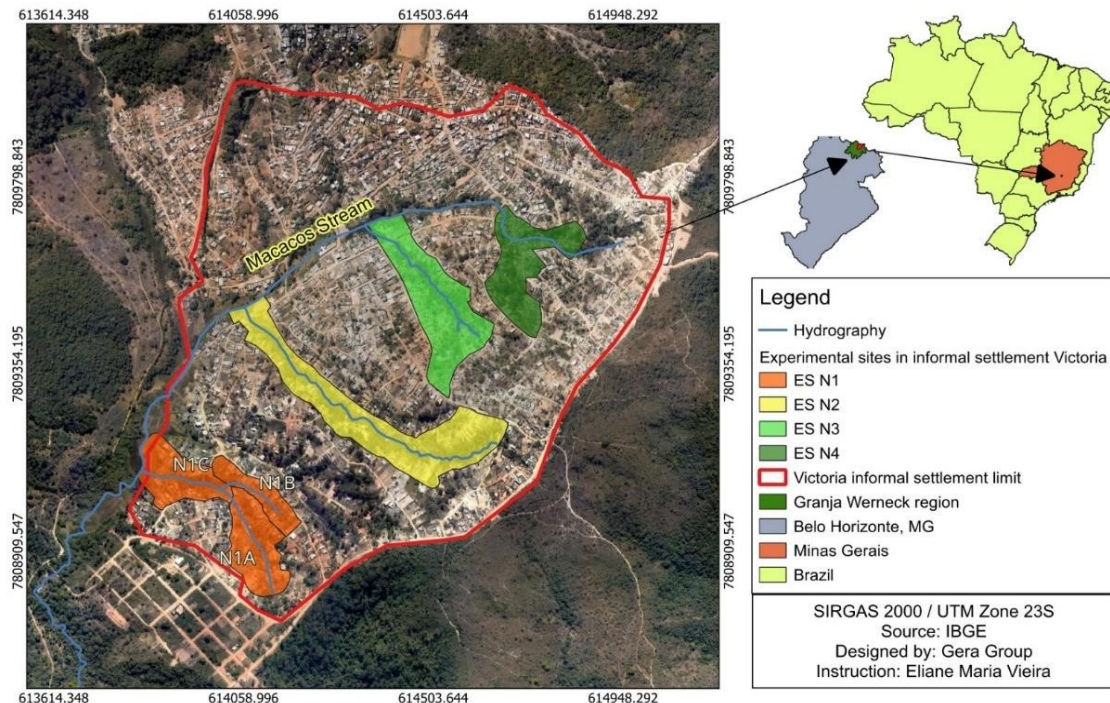 613614.348 614058.996 614503.644 614948.292
7809798.843
7809354.195
7808909.547
Macacos Stream
N1C
N1B
N1A
7809798.843
7809354.195
7808909.547
613614.348 614058.996 614503.644 614948.292
Legend
Hydrography
Experimental sites in informal settlement Victoria
ES N1
ES N2
ES N3
ES N4
Victoria informal settlement limit
Granja Werneck region
Belo Horizonte, MG
Minas Gerais
Brazil
SIRGAS 2000 / UTM Zone 23S
Source: IBGE
Designed by: Gera Group
Instruction: Eliane Maria Vieira